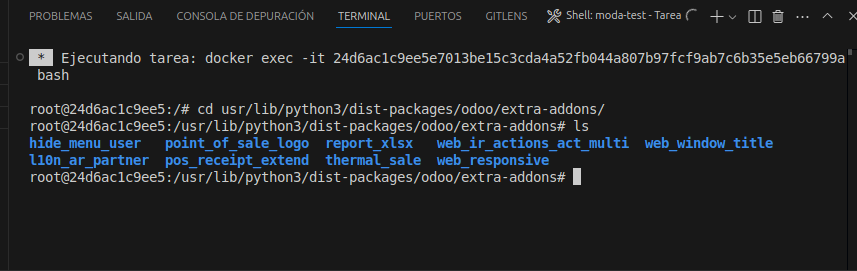 PROBLEMAS SALIDA CONSOLA DE DEPURACIÓN TERMINAL PUERTOS GITLENS Shell: moda-test - Tarea
* Ejecutando tarea: docker exec -it 24d6ac1c9ee5e7013be15c3cda4a52fb044a807b97fcf9ab7c6b35e5eb66799a
bash
root@24d6ac1c9ee5:/# cd usr/lib/python3/dist-packages/odoo/extra-addons/
root@24d6ac1c9ee5:/usr/lib/python3/dist-packages/odoo/extra-addons# ls
hide_menu_user point_of_sale_logo report_xlsx web_ir_actions_act_multi web_window_title
l10n_ar_partner pos_receipt_extend thermal_sale web_responsive
root@24d6ac1c9ee5:/usr/lib/python3/dist-packages/odoo/extra-addons#